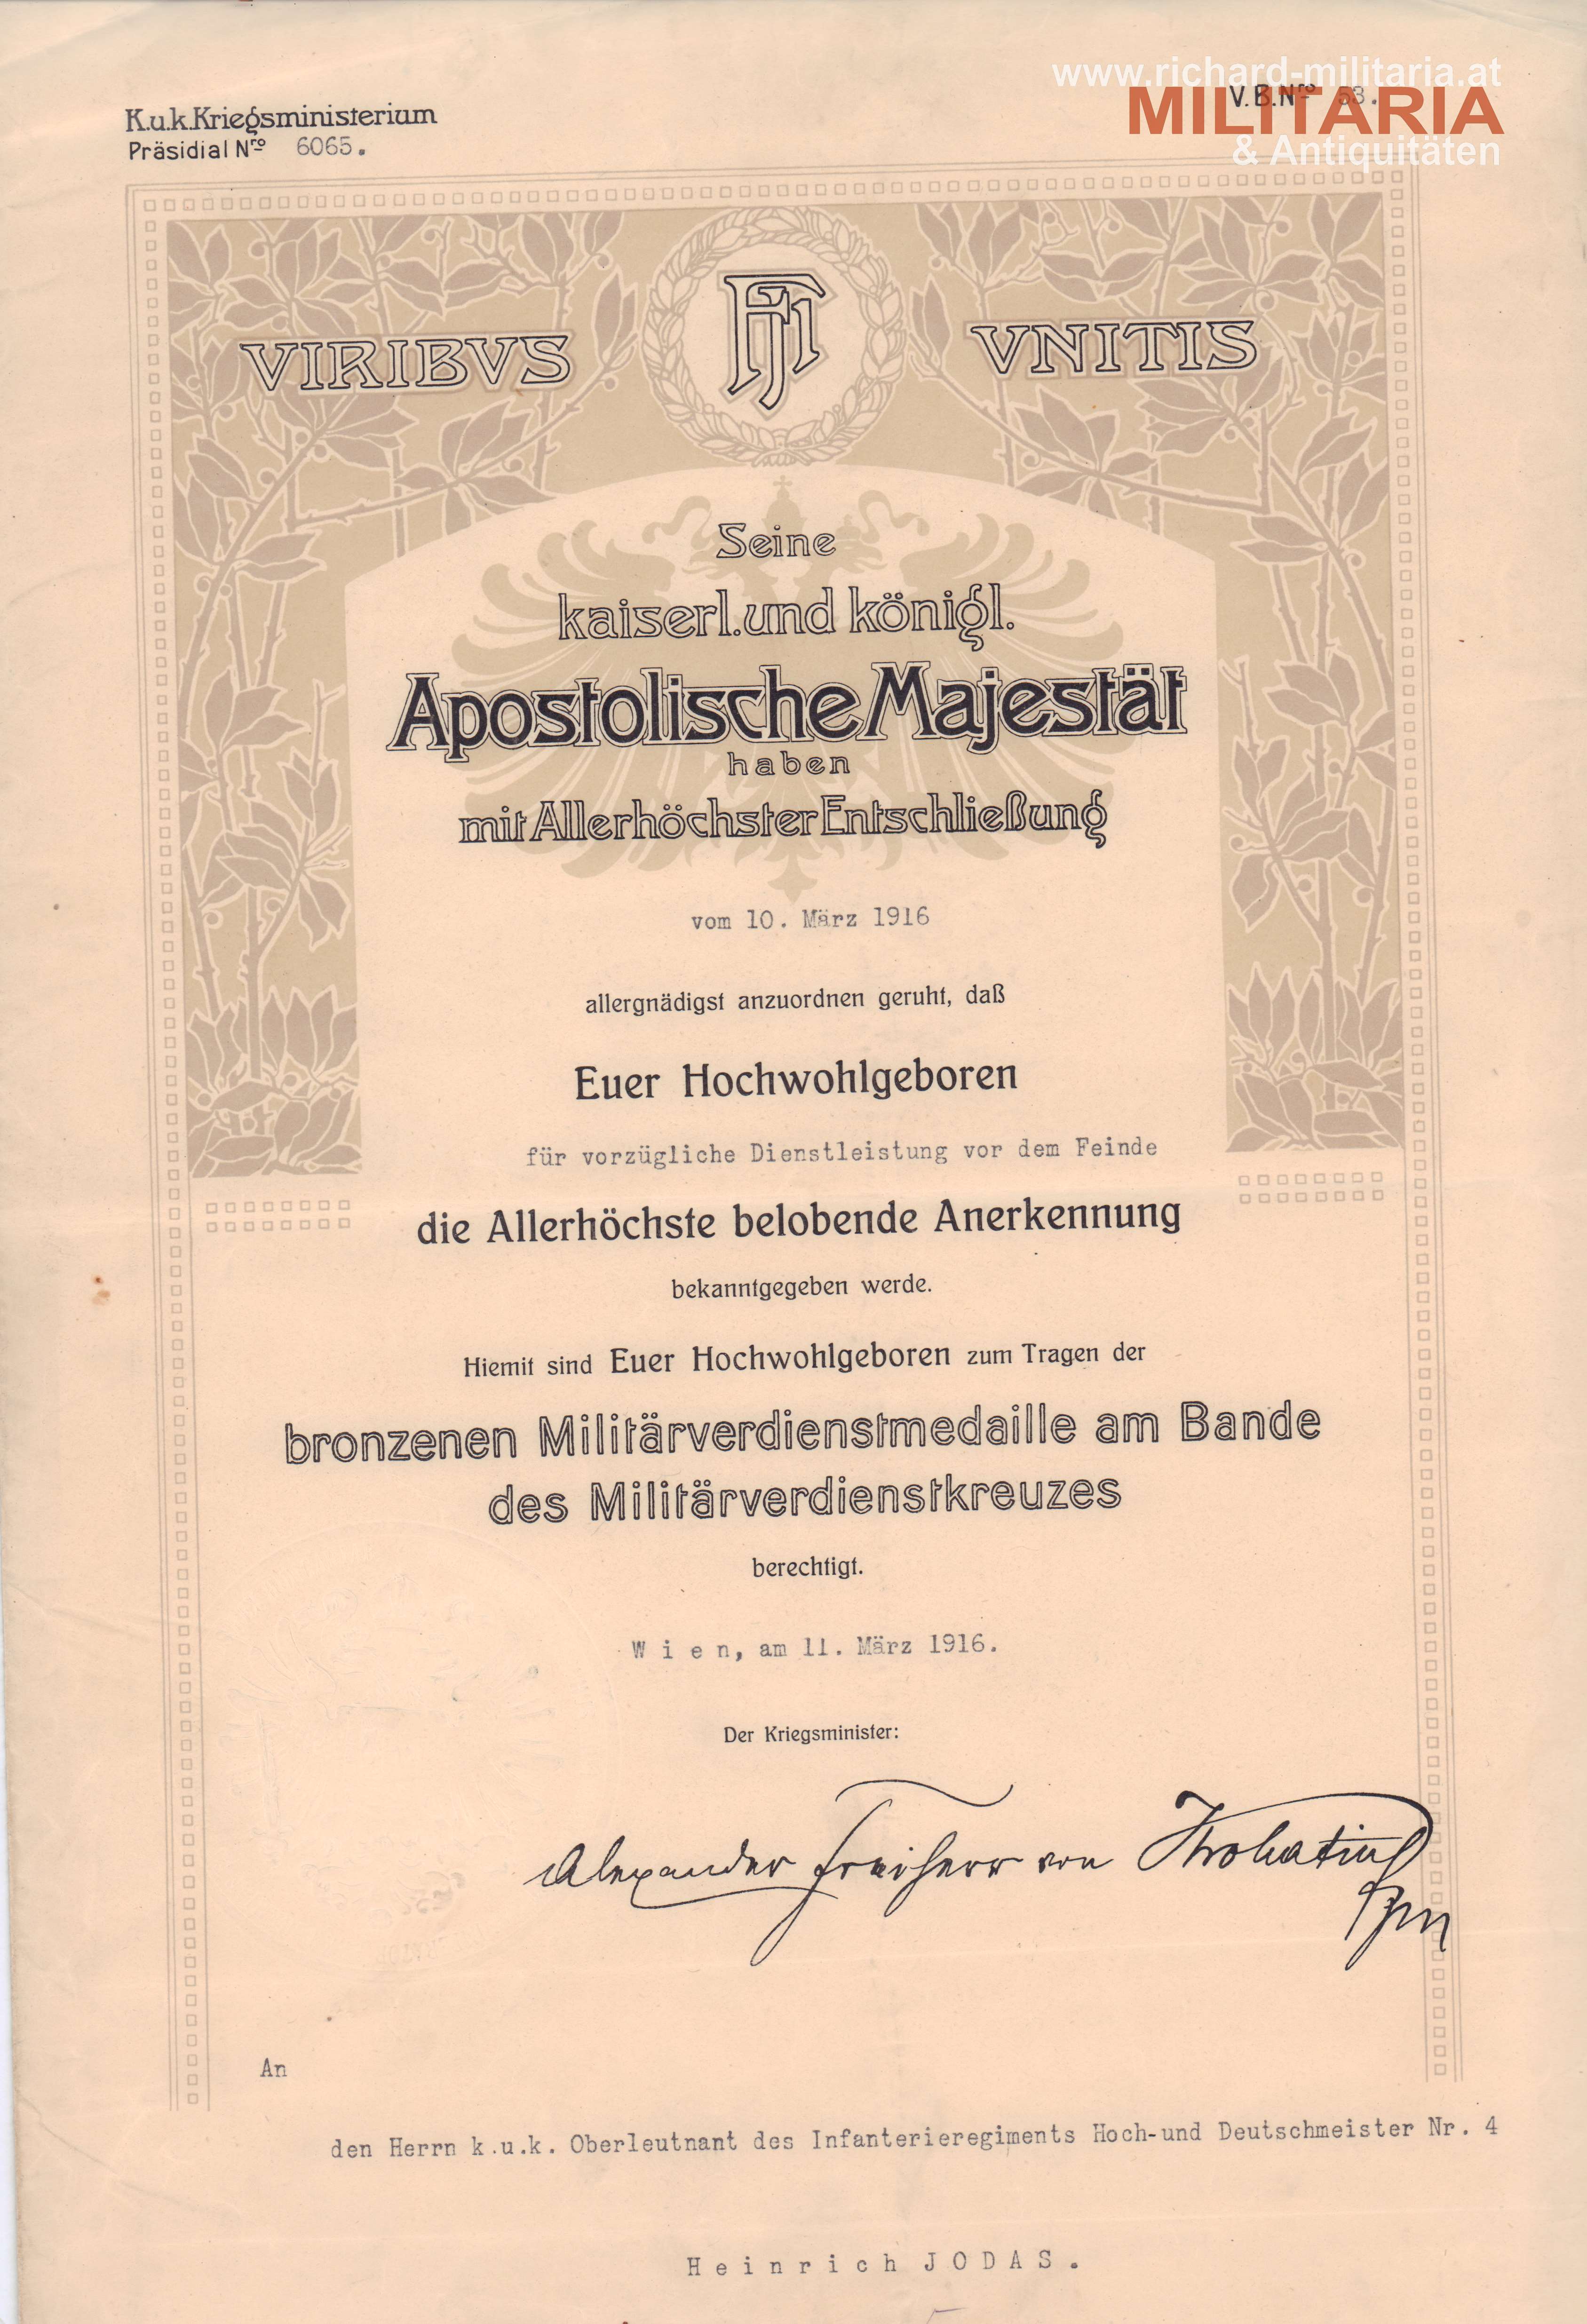 www.richard-militaria.at
MILITARIA
& Antiquitäten
K.u.k.Kriegsministerium
V.B.Nro 53.
Präsidial Nro 6065.
FJI
VIRIBVS VNITIS
Seine
kaiserl. und königl.
Apostolische Majestät
haben
mit Allerhöchster Entschließung
vom 10. März 1916
allergnädigst anzuordnen geruht, daß
Euer Hochwohlgeboren
für vorzügliche Dienstleistung vor dem Feinde
die Allerhöchste belobende Anerkennung
bekanntgegeben werde.
Hiemit sind Euer Hochwohlgeboren zum Tragen der
bronzenen Militärverdienstmedaille am Bande
des Militärverdienstkreuzes
berechtigt.
W i e n, am 11. März 1916.
Der Kriegsminister:
Alexander Freiherr von Krobatin
An
den Herrn k.u.k. Oberleutnant des Infanterieregiments Hoch-und Deutschmeister Nr. 4
H e i n r i c h J O D A S .